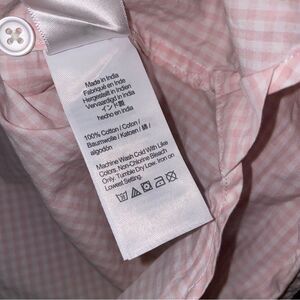 Made in India
Fabriqué en Inde
Hergestellt in Indien
Vervaardigd in India
インド製
hecho en India
100% Cotton / Coton /
Baumwolle / Katoen / 綿 /
algodón
Machine Wash Cold With Like
Colors. Non-Chlorine Bleach
Only. Tumble Dry Low. Iron on
Lowest Setting.